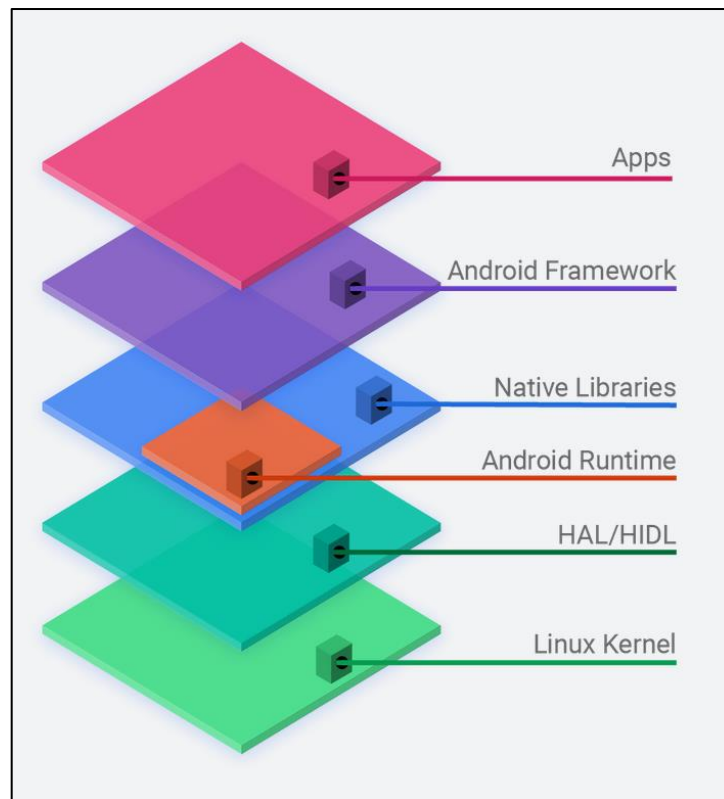 Apps
Android Framework
Native Libraries
Android Runtime
HAL/HIDL
Linux Kernel